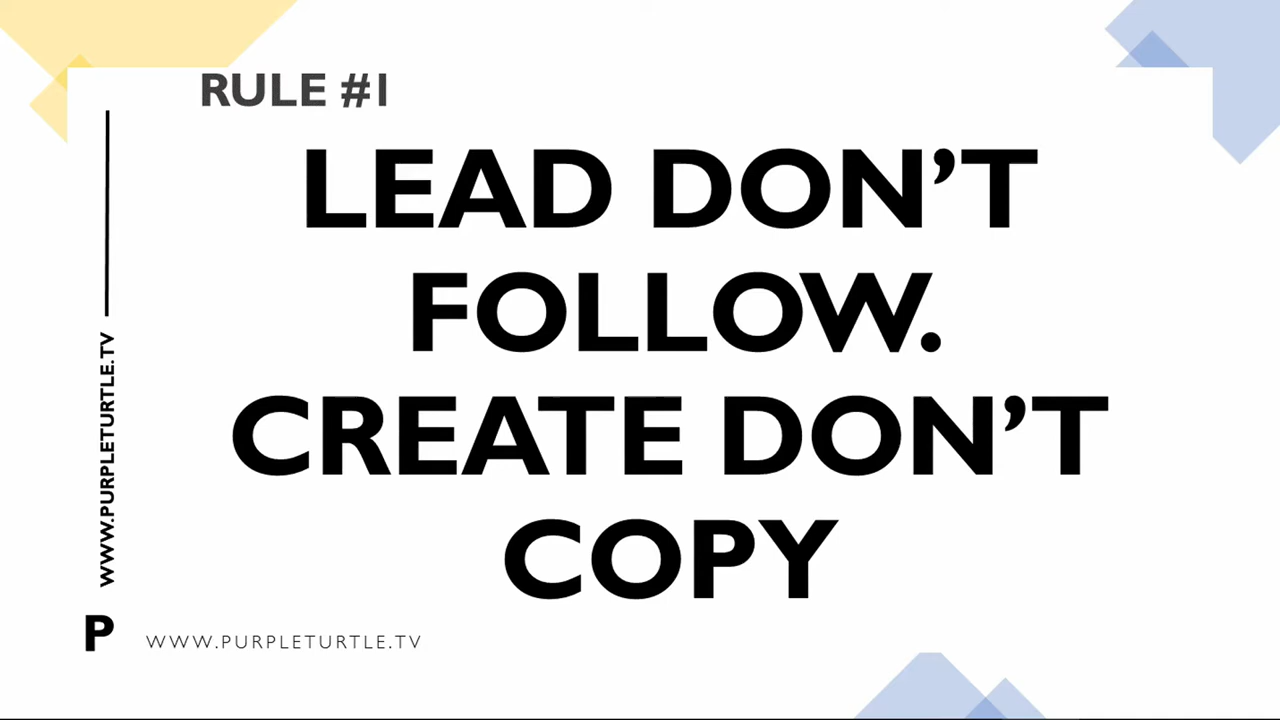 RULE #1
LEAD DON'T
FOLLOW.
CREATE DON'T
COPY
WWW.PURPLETURTLE.TV
P
WWW.PURPLETURTLE.TV